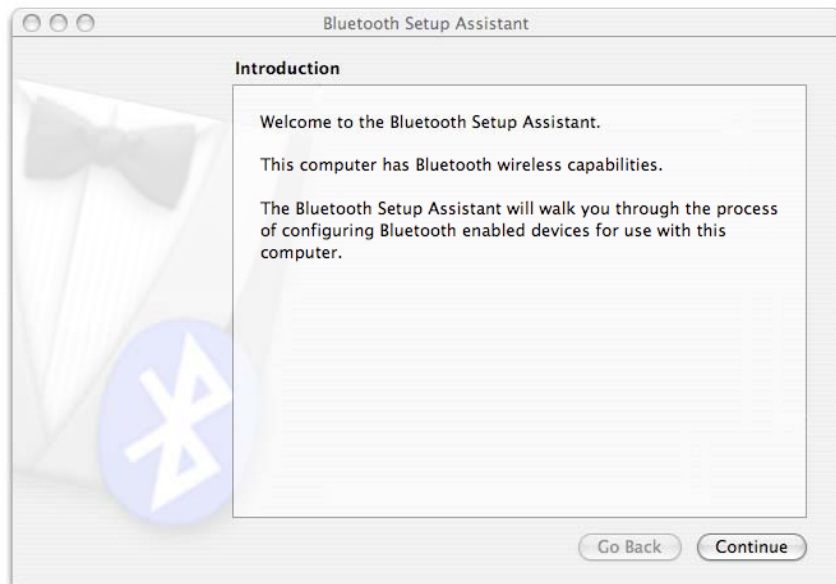 Bluetooth Setup Assistant
Introduction
Welcome to the Bluetooth Setup Assistant.
This computer has Bluetooth wireless capabilities.
The Bluetooth Setup Assistant will walk you through the process
of configuring Bluetooth enabled devices for use with this
computer.
Go Back
Continue